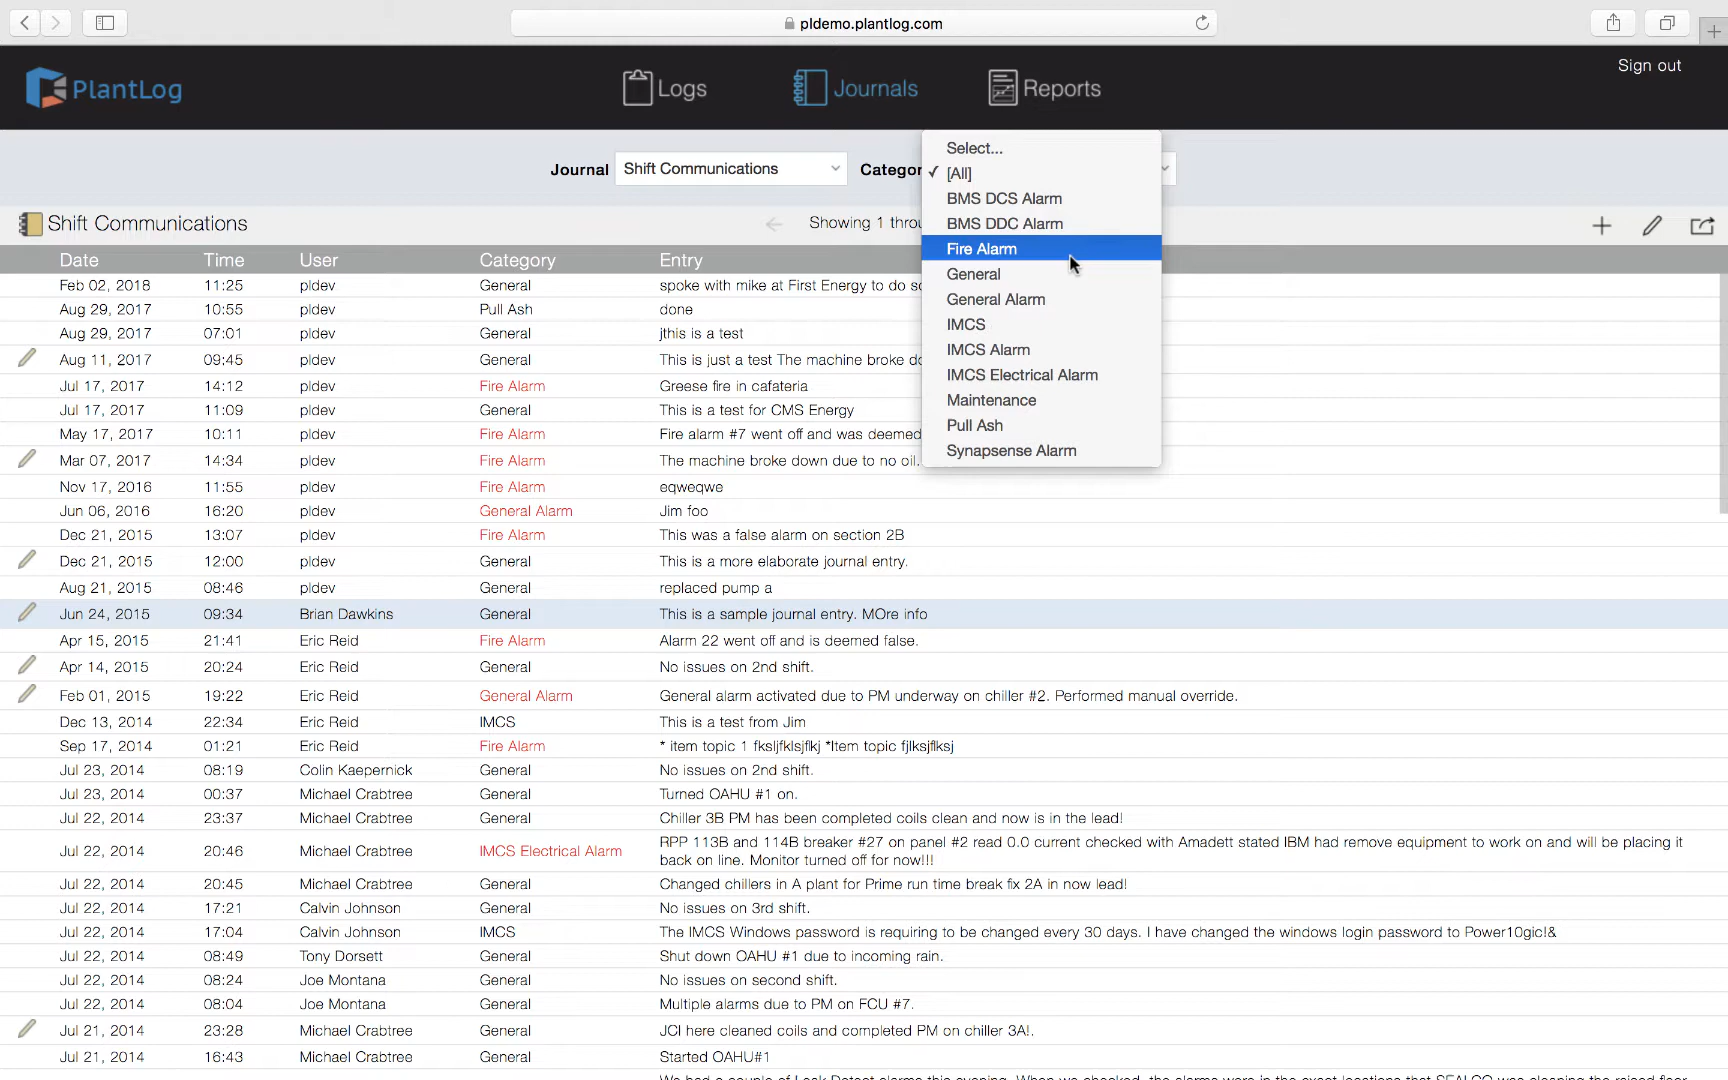 pldemo.plantlog.com
PlantLog
Logs
Journals
Reports
Sign out
Journal
Shift Communications
Categor
Select...
✓ [All]
BMS DCS Alarm
BMS DDC Alarm
Fire Alarm
General
General Alarm
IMCS
IMCS Alarm
IMCS Electrical Alarm
Maintenance
Pull Ash
Synapsense Alarm
Shift Communications
Showing 1 throu
Date Time User Category Entry
Feb 02, 2018 11:25 pldev General spoke with mike at First Energy to do
Aug 29, 2017 10:55 pldev Pull Ash done
Aug 29, 2017 07:01 pldev General jthis is a test
Aug 11, 2017 09:45 pldev General This is just a test The machine broke
Jul 17, 2017 14:12 pldev Fire Alarm Greese fire in cafateria
Jul 17, 2017 11:09 pldev General This is a test for CMS Energy
May 17, 2017 10:11 pldev Fire Alarm Fire alarm #7 went off and was deemed
Mar 07, 2017 14:34 pldev Fire Alarm The machine broke down due to no oil.
Nov 17, 2016 11:55 pldev Fire Alarm eqweqwe
Jun 06, 2016 16:20 pldev General Alarm Jim foo
Dec 21, 2015 13:07 pldev Fire Alarm This was a false alarm on section 2B
Dec 21, 2015 12:00 pldev General This is a more elaborate journal entry.
Aug 21, 2015 08:46 pldev General replaced pump a
Jun 24, 2015 09:34 Brian Dawkins General This is a sample journal entry. MOre info
Apr 15, 2015 21:41 Eric Reid Fire Alarm Alarm 22 went off and is deemed false.
Apr 14, 2015 20:24 Eric Reid General No issues on 2nd shift.
Feb 01, 2015 19:22 Eric Reid General Alarm General alarm activated due to PM underway on chiller #2. Performed manual override.
Dec 13, 2014 22:34 Eric Reid IMCS This is a test from Jim
Sep 17, 2014 01:21 Eric Reid Fire Alarm * item topic 1 fksljfklsjflkj *Item topic fjlksjflksj
Jul 23, 2014 08:19 Colin Kaepernick General No issues on 2nd shift.
Jul 23, 2014 00:37 Michael Crabtree General Turned OAHU #1 on.
Jul 22, 2014 23:37 Michael Crabtree General Chiller 3B PM has been completed coils clean and now is in the lead!
Jul 22, 2014 20:46 Michael Crabtree IMCS Electrical Alarm RPP 113B and 114B breaker #27 on panel #2 read 0.0 current checked with Amadett stated IBM had remove equipment to work on and will be placing it
back on line. Monitor turned off for now!!!
Jul 22, 2014 20:45 Michael Crabtree General Changed chillers in A plant for Prime run time break fix 2A in now lead!
Jul 22, 2014 17:21 Calvin Johnson General No issues on 3rd shift.
Jul 22, 2014 17:04 Calvin Johnson IMCS The IMCS Windows password is requiring to be changed every 30 days. I have changed the windows login password to Power10gic!&
Jul 22, 2014 08:49 Tony Dorsett General Shut down OAHU #1 due to incoming rain.
Jul 22, 2014 08:24 Joe Montana General No issues on second shift.
Jul 22, 2014 08:04 Joe Montana General Multiple alarms due to PM on FCU #7.
Jul 21, 2014 23:28 Michael Crabtree General JCI here cleaned coils and completed PM on chiller 3A!.
Jul 21, 2014 16:43 Michael Crabtree General Started OAHU#1